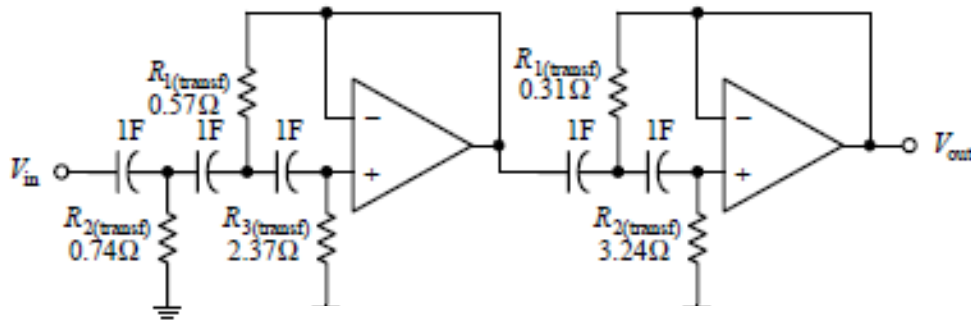 R1(transf)
0.57Ω
R1(transf)
0.31Ω
1F
1F
1F
1F
1F
−
+
−
+
Vin
Vout
R2(transf)
0.74Ω
R3(transf)
2.37Ω
R2(transf)
3.24Ω